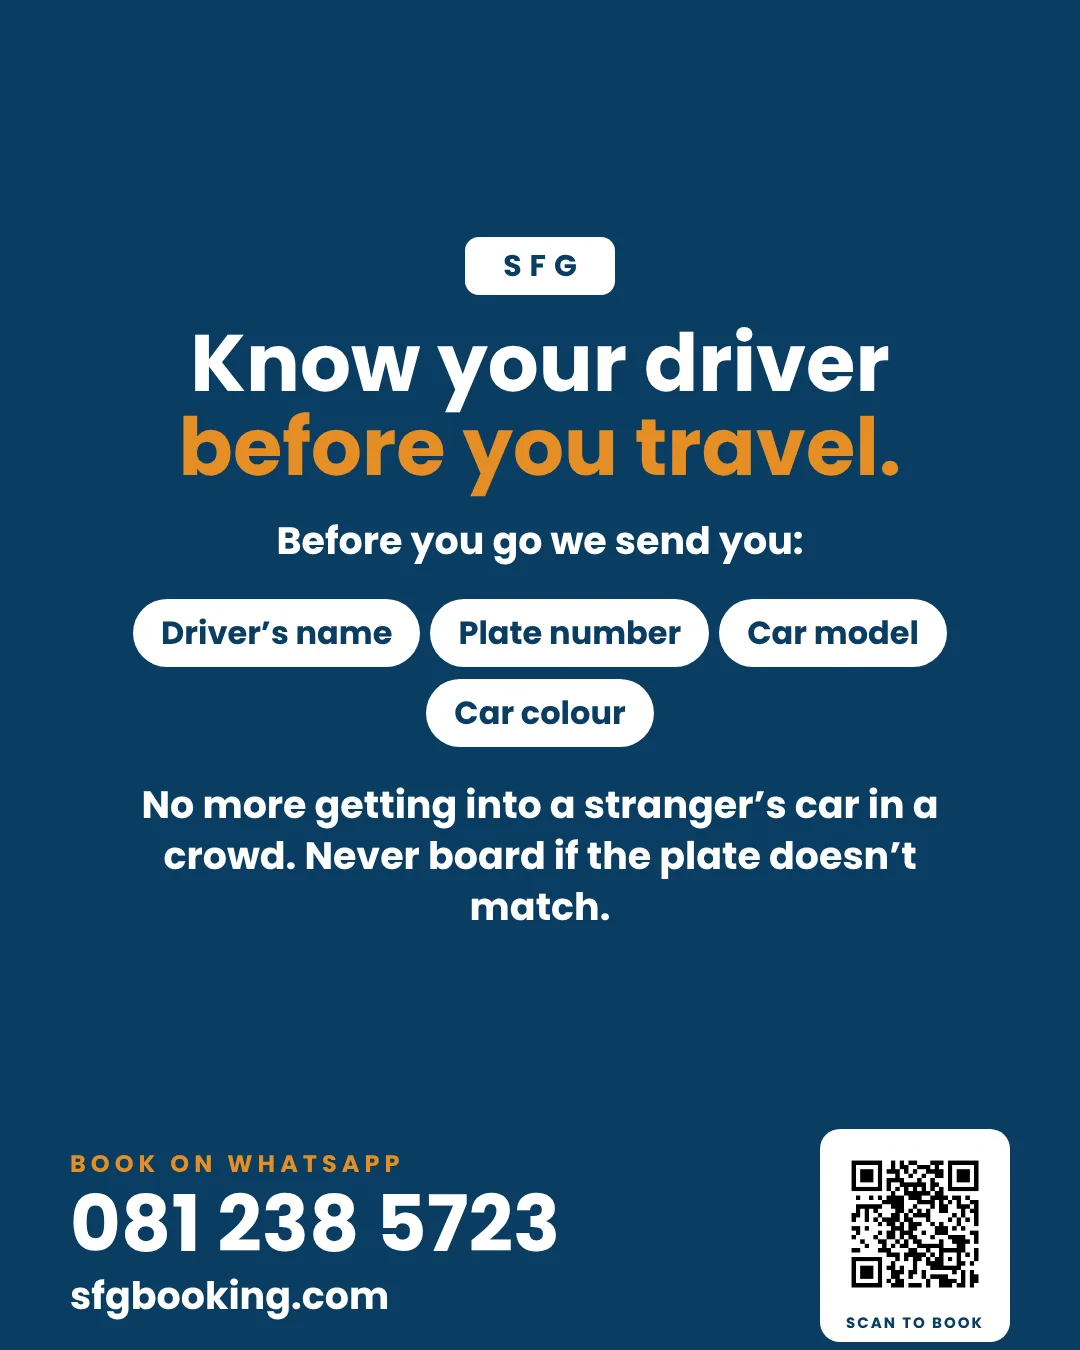 SFG
Know your driver
before you travel.
Before you go we send you:
Driver’s name
Plate number
Car model
Car colour
No more getting into a stranger’s car in a
crowd. Never board if the plate doesn’t
match.
BOOK ON WHATSAPP
081 238 5723
sfgbooking.com
SCAN TO BOOK